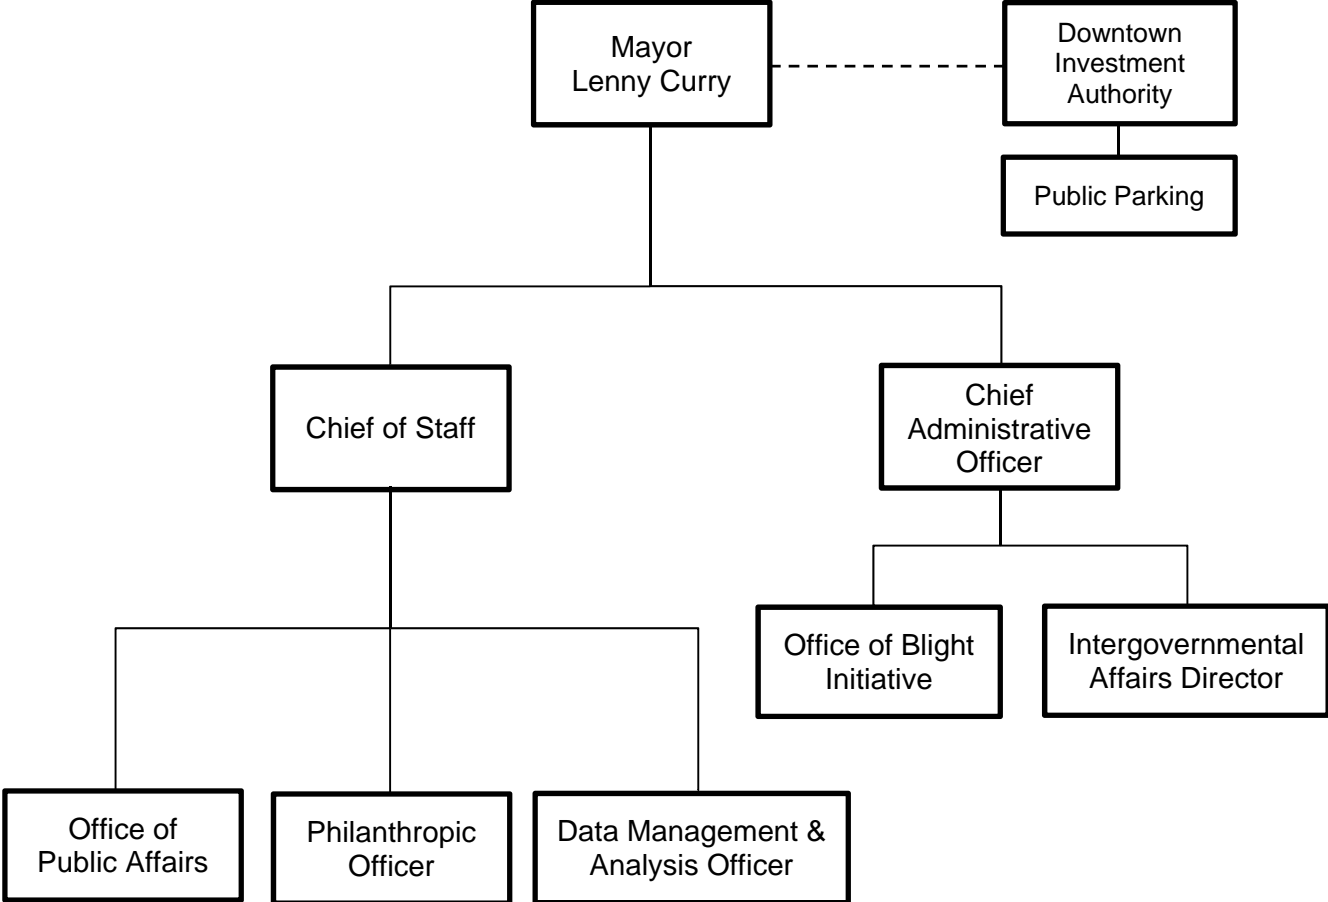 Mayor
Lenny Curry
Downtown
Investment
Authority
Public Parking
Chief of Staff
Chief
Administrative
Officer
Office of Blight
Initiative
Intergovernmental
Affairs Director
Office of
Public Affairs
Philanthropic
Officer
Data Management &
Analysis Officer